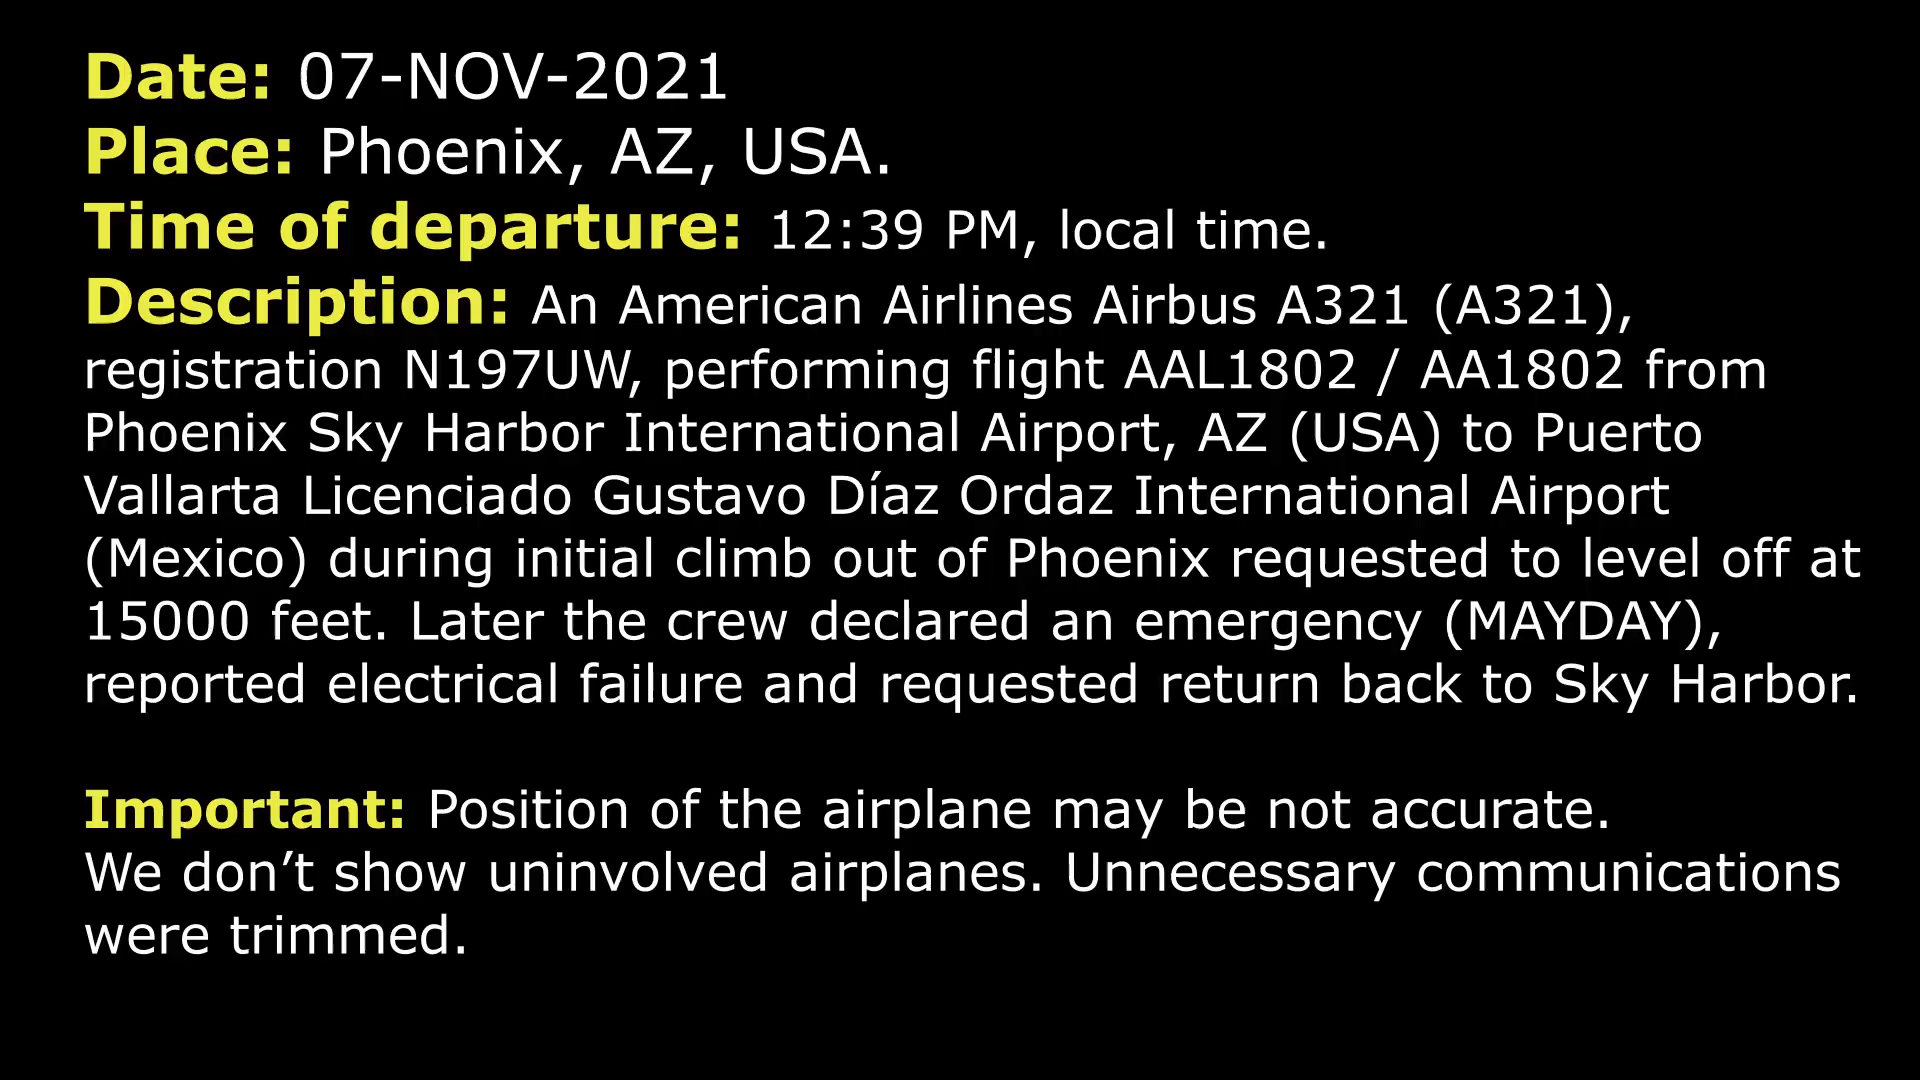 Date: 07-NOV-2021
Place: Phoenix, AZ, USA.
Time of departure: 12:39 PM, local time.
Description: An American Airlines Airbus A321 (A321),
registration N197UW, performing flight AAL1802 / AA1802 from
Phoenix Sky Harbor International Airport, AZ (USA) to Puerto
Vallarta Licenciado Gustavo Díaz Ordaz International Airport
(Mexico) during initial climb out of Phoenix requested to level off at
15000 feet. Later the crew declared an emergency (MAYDAY),
reported electrical failure and requested return back to Sky Harbor.
Important: Position of the airplane may be not accurate.
We don’t show uninvolved airplanes. Unnecessary communications
were trimmed.